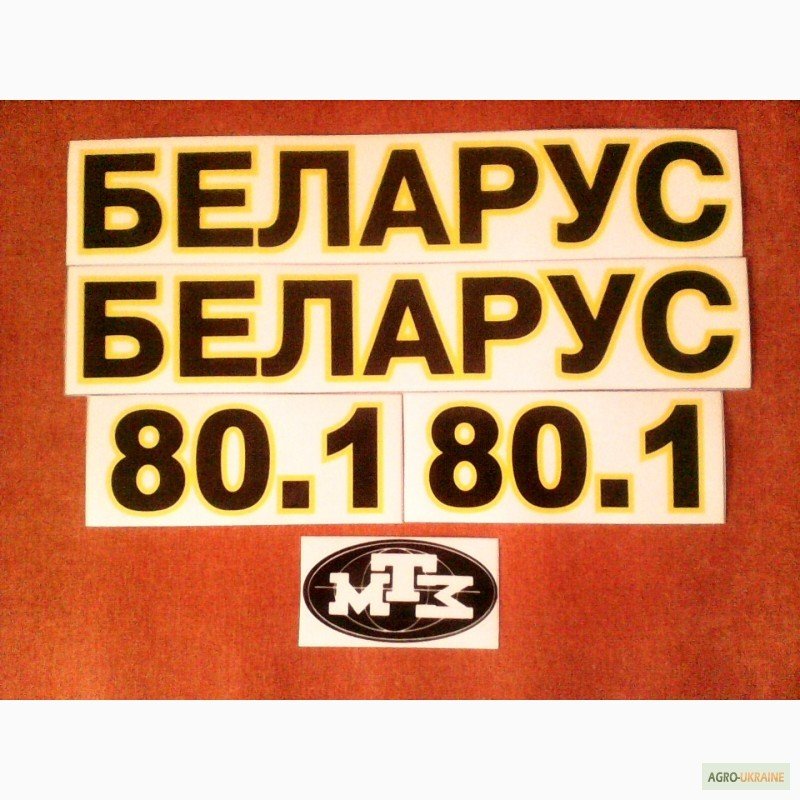 БЕЛАРУС
БЕЛАРУС
80.1 80.1
МТЗ
AGRO-UKRAINE